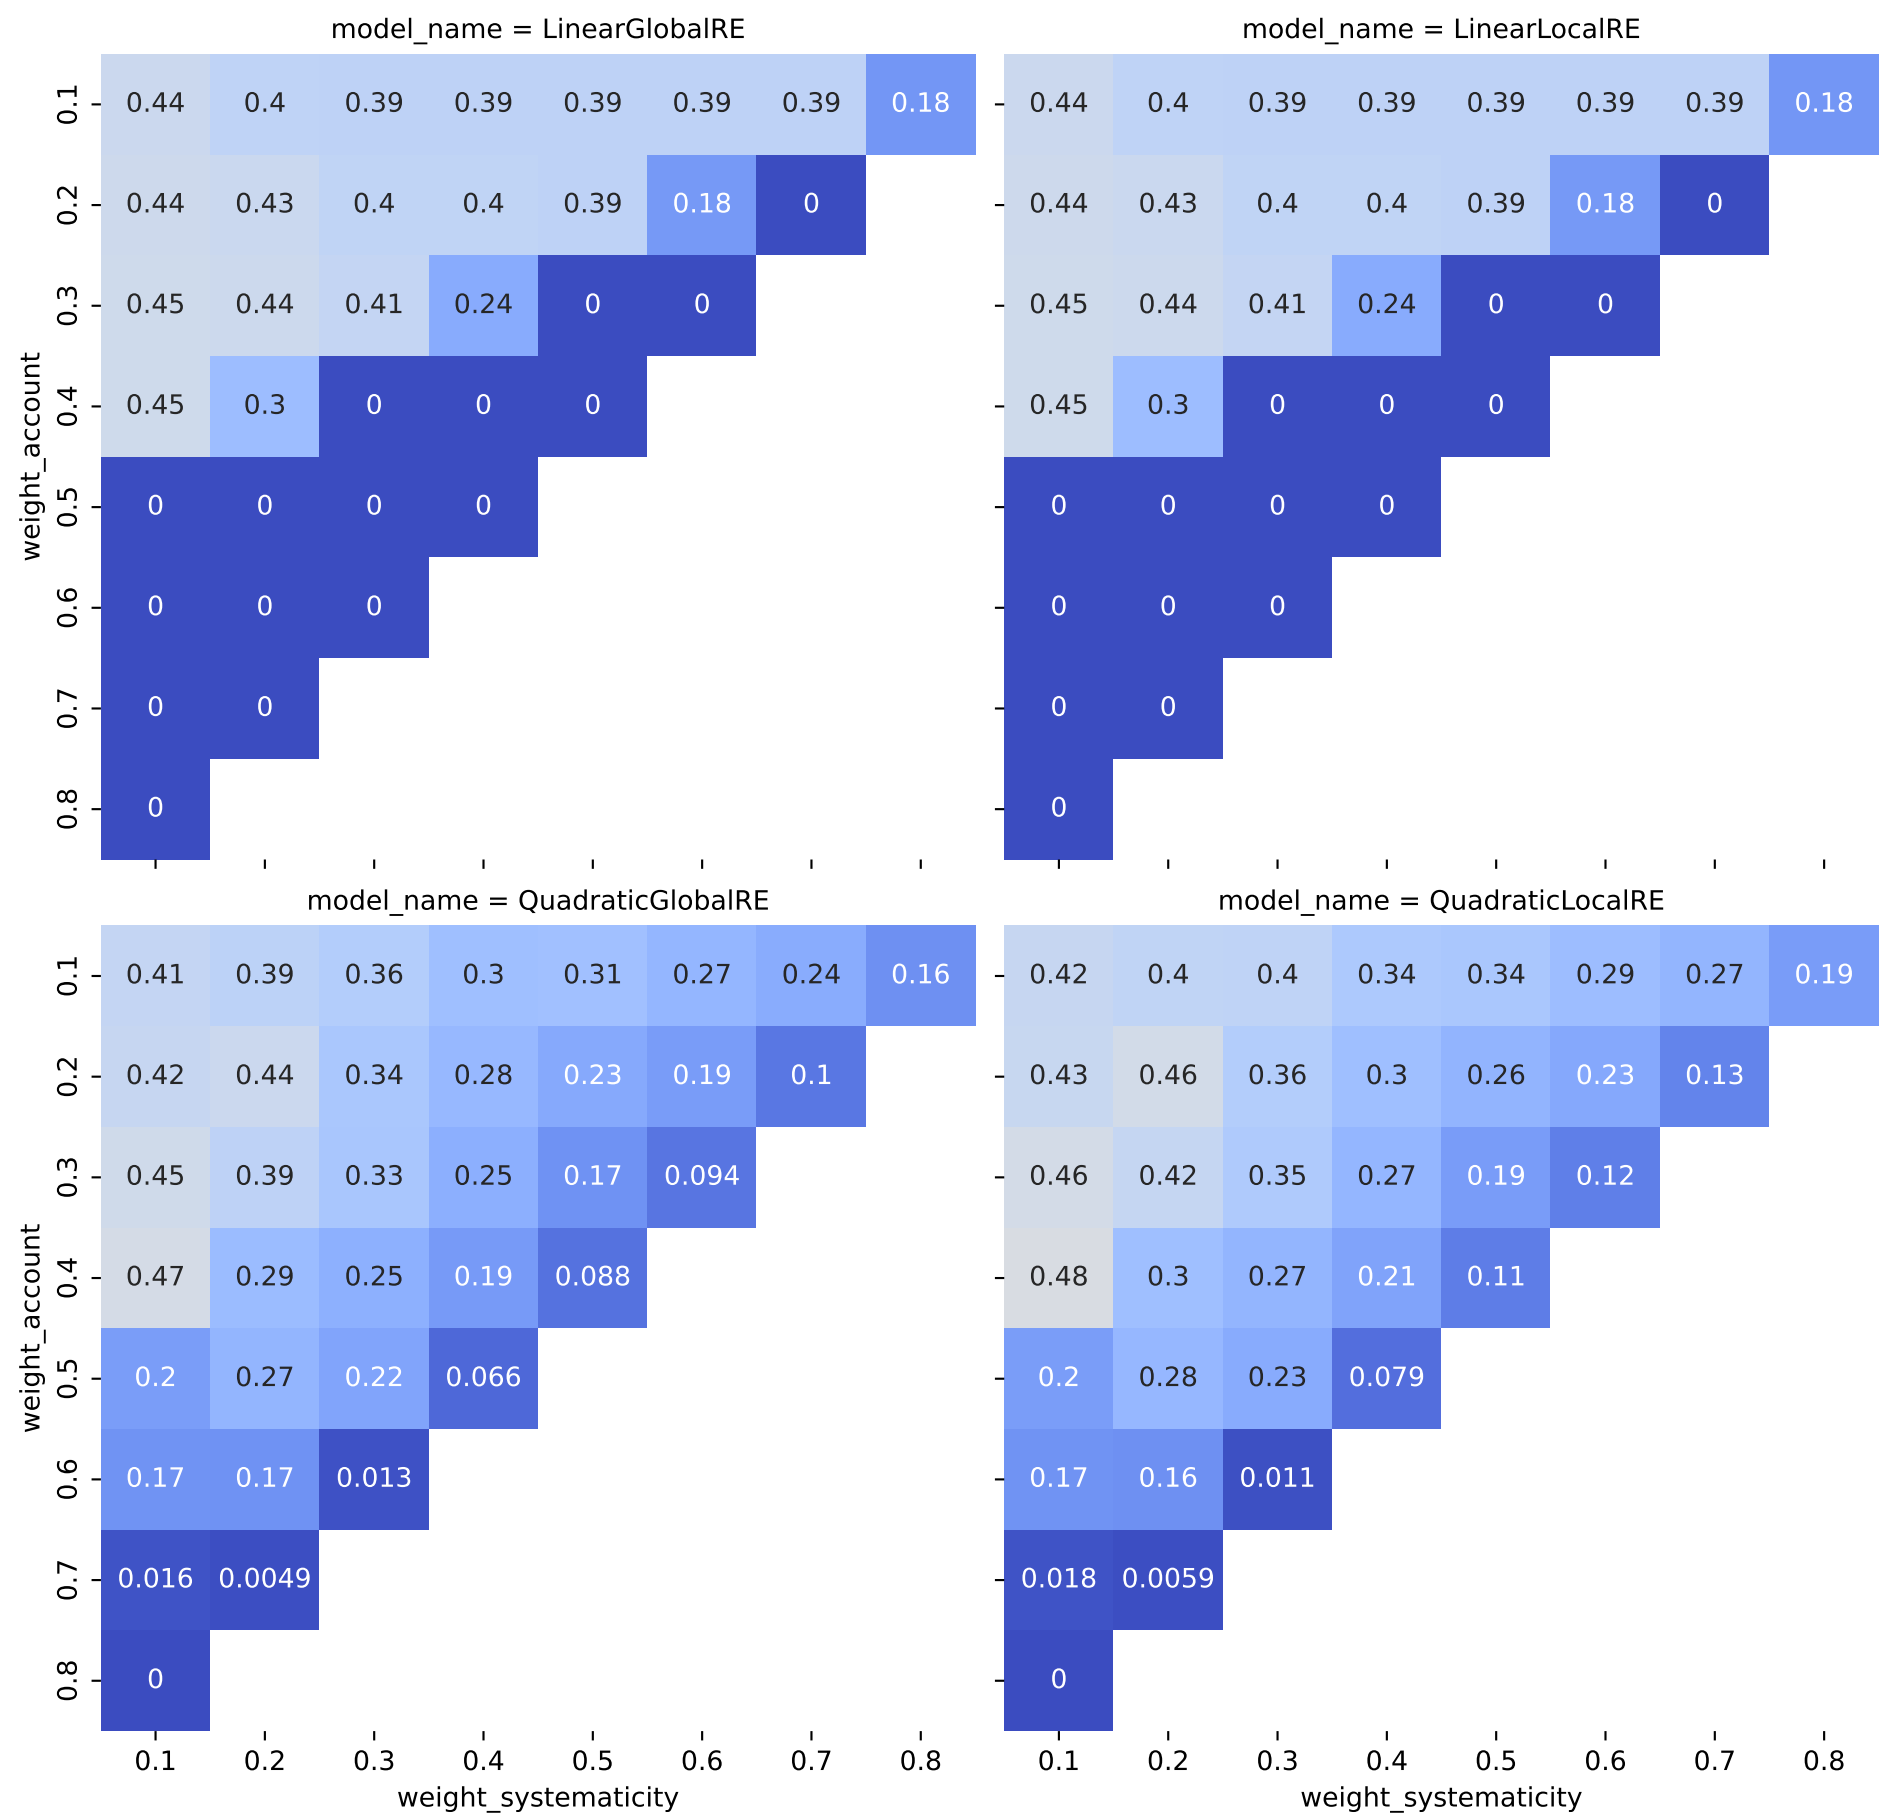 model_name = LinearGlobalRE
model_name = LinearLocalRE
weight_account
0.1
0.44 0.4 0.39 0.39 0.39 0.39 0.39 0.18
0.44 0.4 0.39 0.39 0.39 0.39 0.39 0.18
0.2
0.44 0.43 0.4 0.4 0.39 0.18 0
0.44 0.43 0.4 0.4 0.39 0.18 0
0.3
0.45 0.44 0.41 0.24 0 0
0.45 0.44 0.41 0.24 0 0
0.4
0.45 0.3 0 0 0
0.45 0.3 0 0 0
0.5
0 0 0 0
0 0 0 0
0.6
0 0 0
0 0 0
0.7
0 0
0 0
0.8
0
0
model_name = QuadraticGlobalRE
model_name = QuadraticLocalRE
weight_account
0.1
0.41 0.39 0.36 0.3 0.31 0.27 0.24 0.16
0.42 0.4 0.4 0.34 0.34 0.29 0.27 0.19
0.2
0.42 0.44 0.34 0.28 0.23 0.19 0.1
0.43 0.46 0.36 0.3 0.26 0.23 0.13
0.3
0.45 0.39 0.33 0.25 0.17 0.094
0.46 0.42 0.35 0.27 0.19 0.12
0.4
0.47 0.29 0.25 0.19 0.088
0.48 0.3 0.27 0.21 0.11
0.5
0.2 0.27 0.22 0.066
0.2 0.28 0.23 0.079
0.6
0.17 0.17 0.013
0.17 0.16 0.011
0.7
0.016 0.0049
0.018 0.0059
0.8
0
0
0.1 0.2 0.3 0.4 0.5 0.6 0.7 0.8
0.1 0.2 0.3 0.4 0.5 0.6 0.7 0.8
weight_systematicity
weight_systematicity